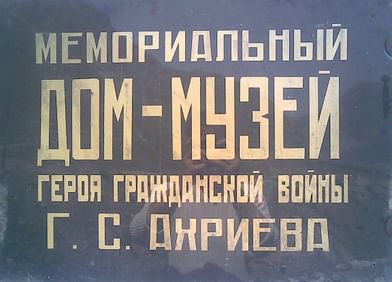 МЕМОРИАЛЬНЫЙ
ДОМ-МУЗЕЙ
ГЕРОЯ ГРАЖДАНСКОЙ ВОЙНЫ
Г. С. АХРИЕВА